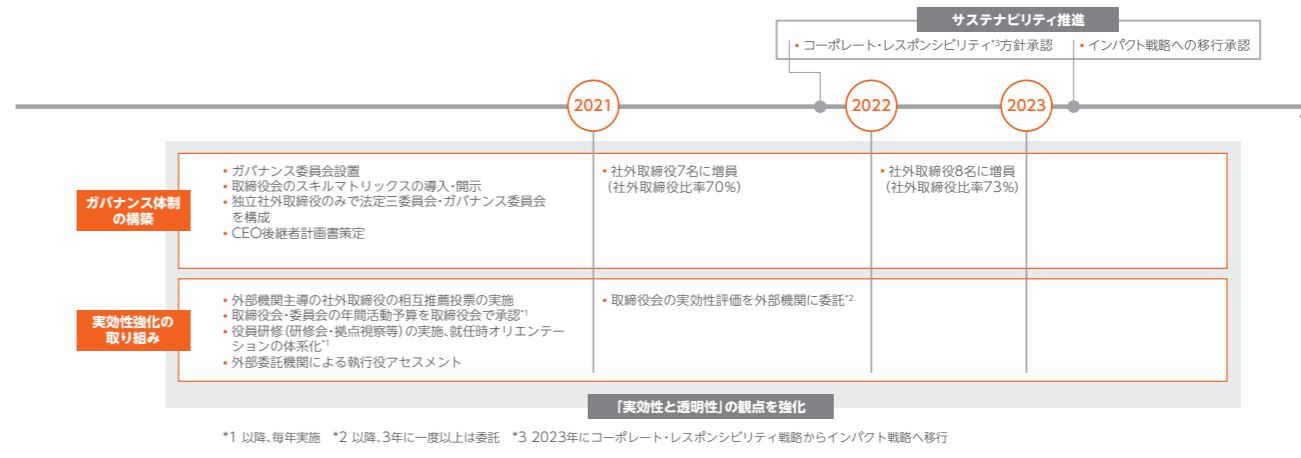 サステナビリティ推進
• コーポレート・レスポンシビリティ*3方針承認
• インパクト戦略への移行承認
2021
2022
2023
ガバナンス体制
の構築
• ガバナンス委員会設置
• 取締役会のスキルマトリックスの導入・開示
• 独立社外取締役のみで法定三委員会・ガバナンス委員会
を構成
• CEO後継者計画書策定
• 社外取締役7名に増員
(社外取締役比率70%)
• 社外取締役8名に増員
(社外取締役比率73%)
実効性強化の
取り組み
• 外部機関主導の社外取締役の相互推薦投票の実施
• 取締役会・委員会の年間活動予算を取締役会で承認*1
• 役員研修(研修会・拠点視察等)の実施、就任時オリエンテー
ションの体系化*1
• 外部委託機関による執行役アセスメント
• 取締役会の実効性評価を外部機関に委託*2
「実効性と透明性」の観点を強化
*1 以降、毎年実施 *2 以降、3年に一度以上は委託 *3 2023年にコーポレート・レスポンシビリティ戦略からインパクト戦略へ移行